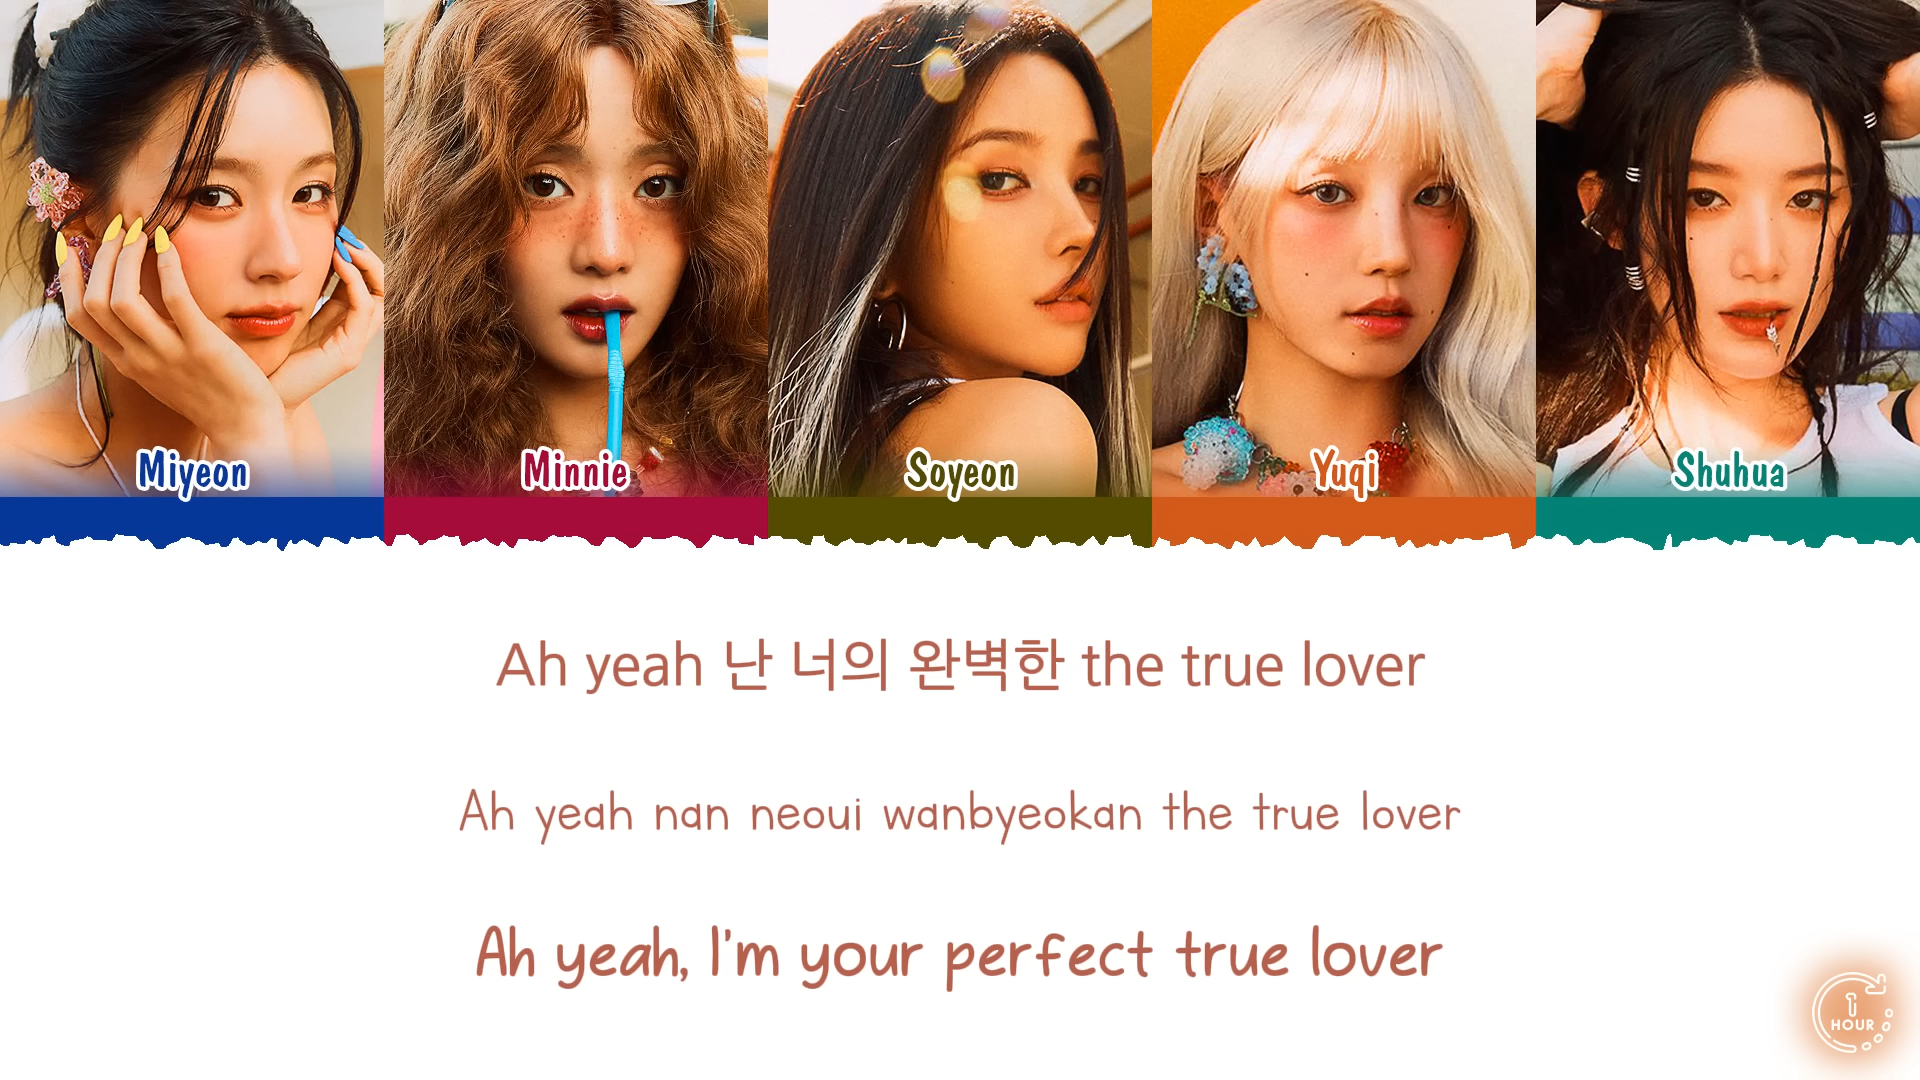 Miyeon
Minnie
Soyeon
Yuqi
Shuhua
Ah yeah 난 너의 완벽한 the true lover
Ah yeah nan neoui wanbyeokan the true lover
Ah yeah, I'm your perfect true lover
1
HOUR